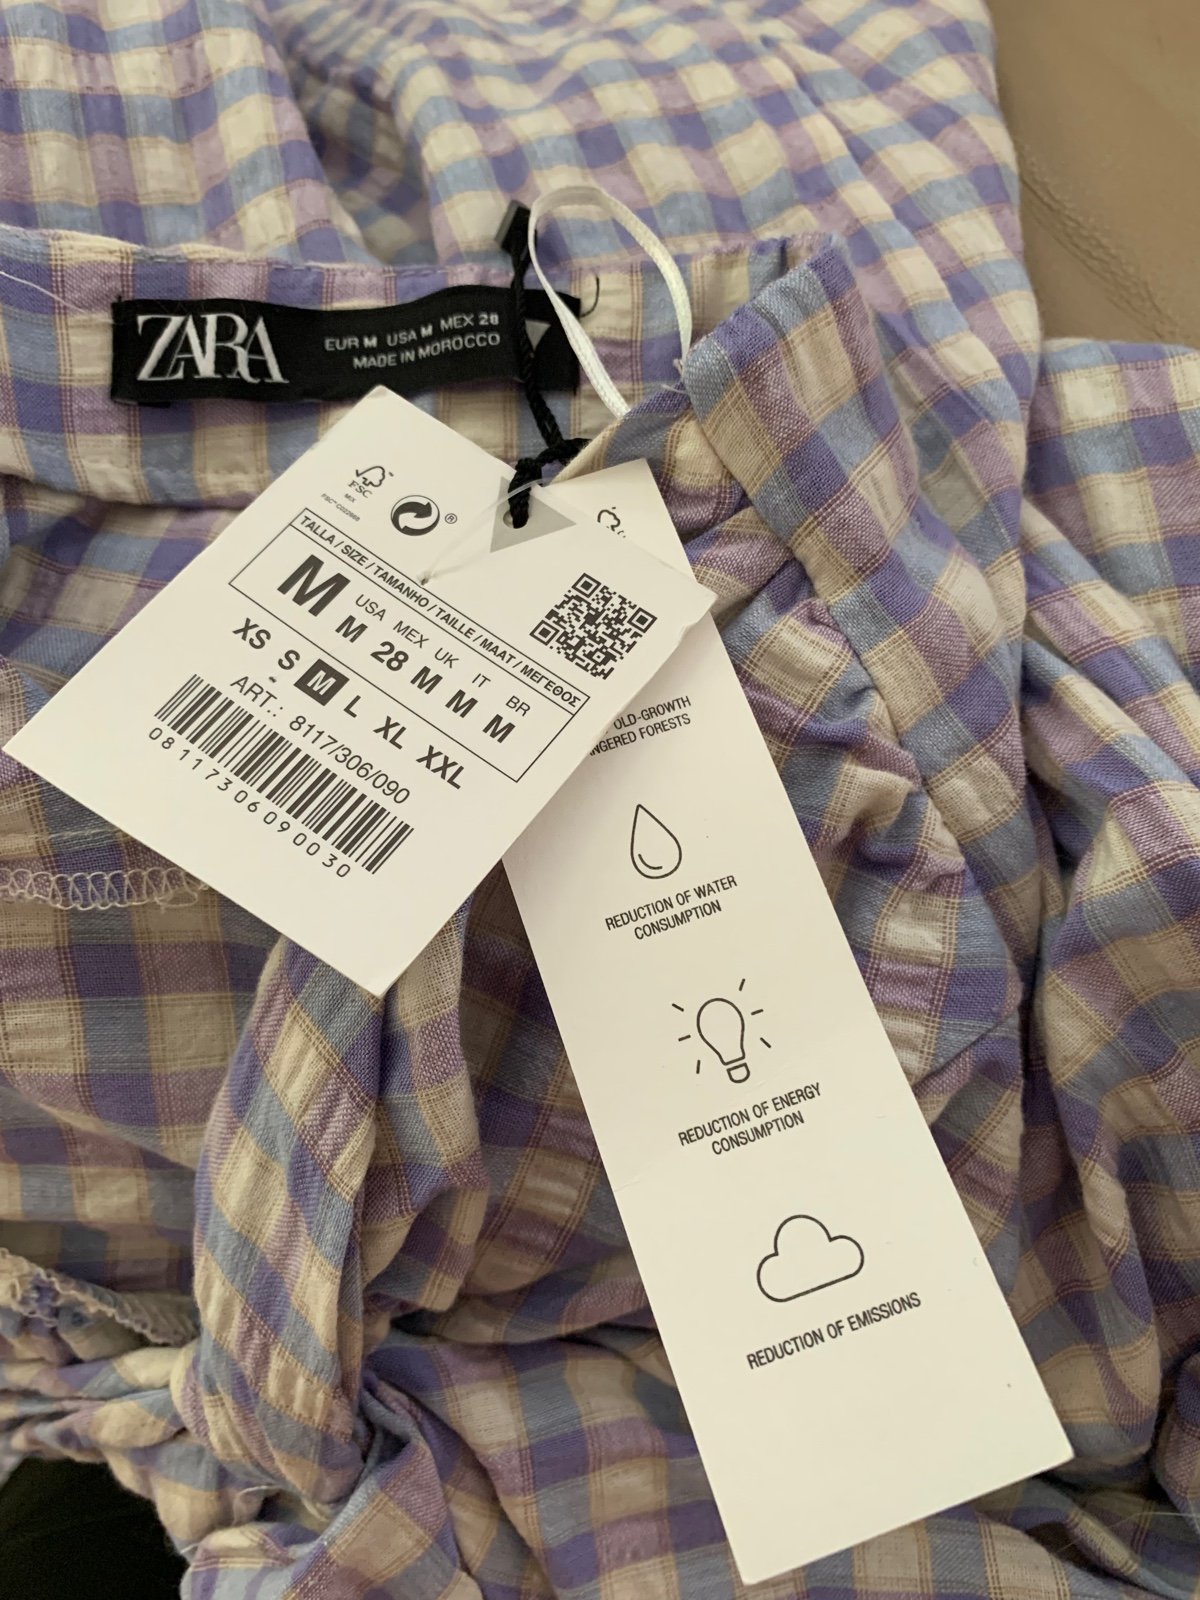 ZARA
EUR M USA M MEX 28
MADE IN MOROCCO
FSC
MIX
®
TALLA / SIZE / TAMANHO / TAILLE / MAAT / ΜΕΓΕΘΟΣ
USA MEX UK IT BR
M M 28 M M M
XS S M L XL XXL
ART.: 8117/306/090
08117306090030
OLD-GROWTH
NGERED FORESTS
REDUCTION OF WATER
CONSUMPTION
REDUCTION OF ENERGY
CONSUMPTION
REDUCTION OF EMISSIONS